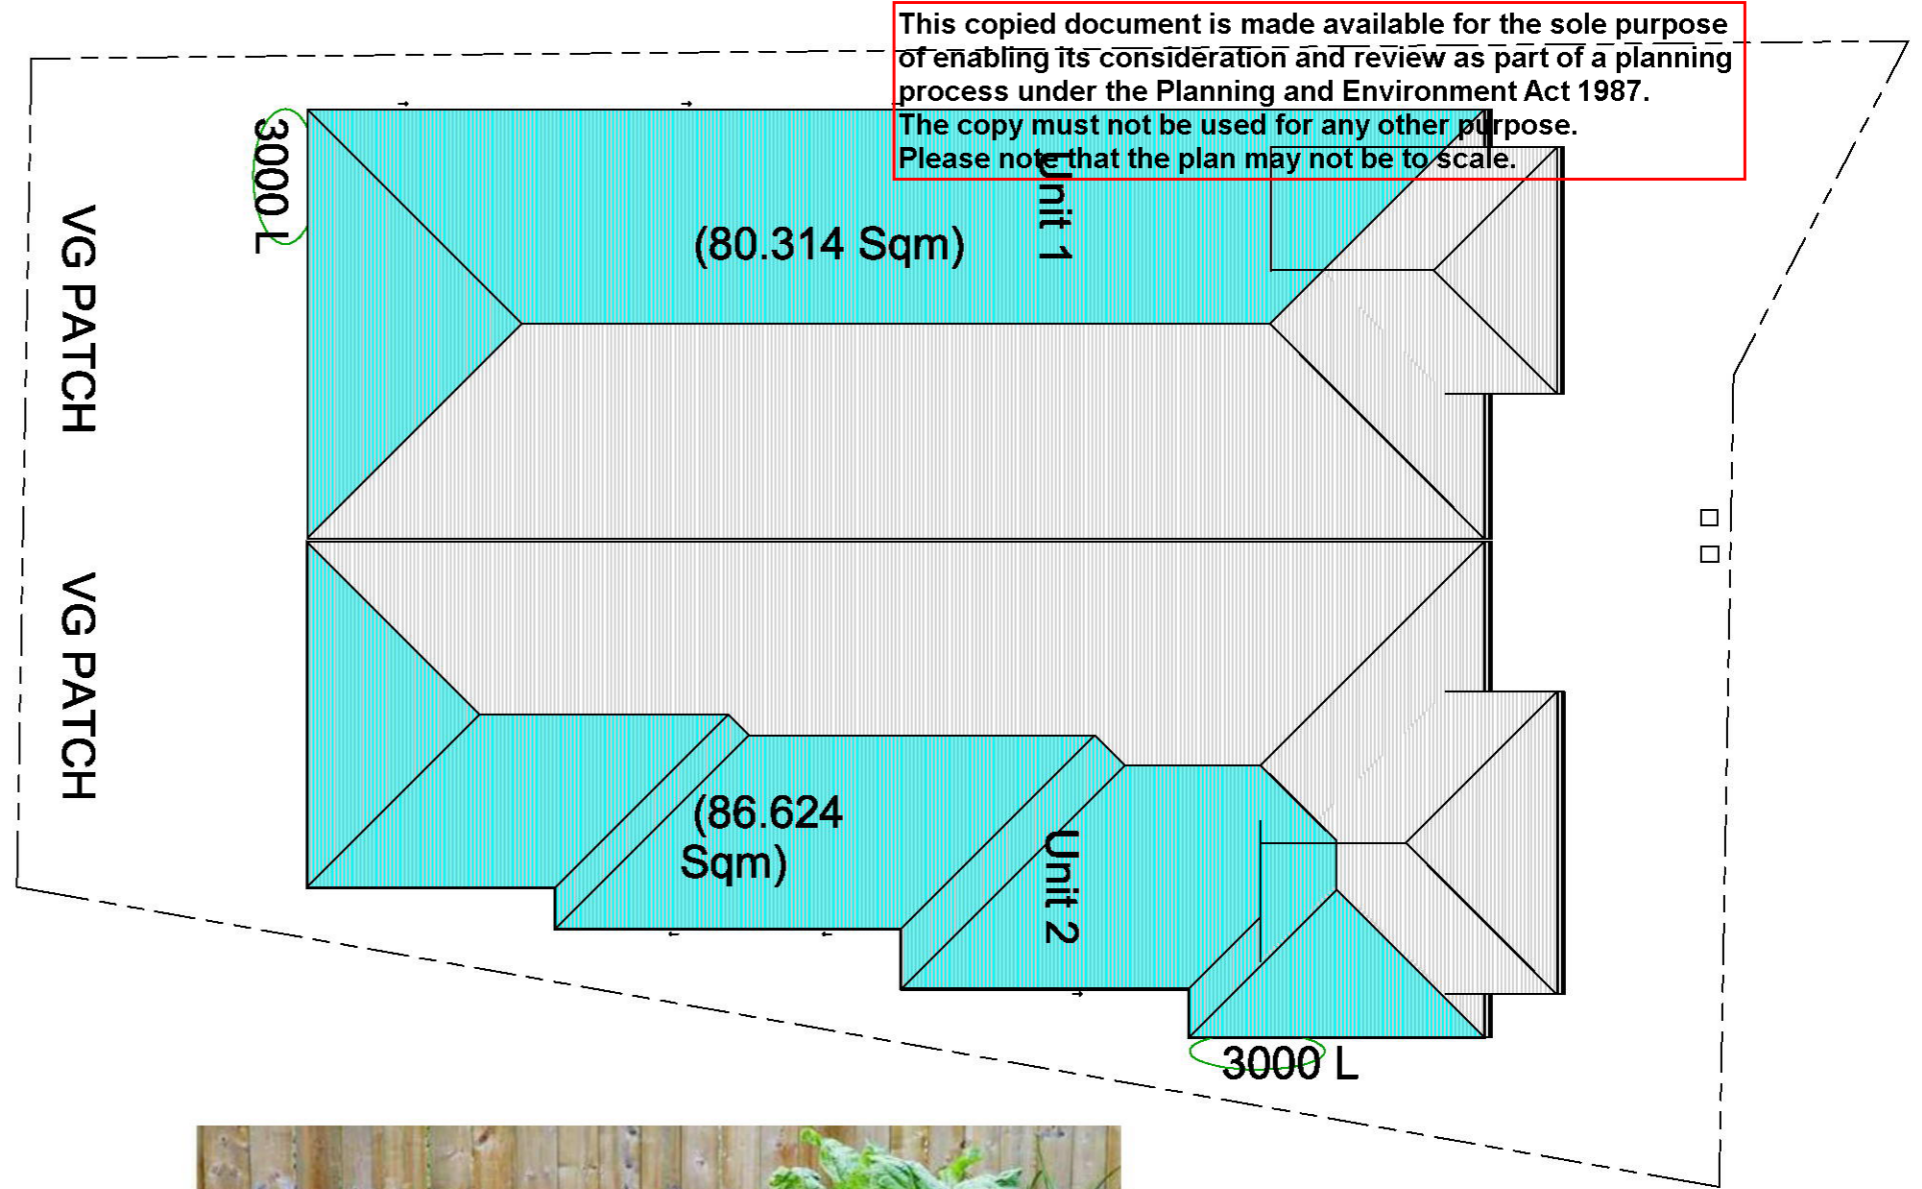 This copied document is made available for the sole purpose
of enabling its consideration and review as part of a planning
process under the Planning and Environment Act 1987.
The copy must not be used for any other purpose.
Please note that the plan may not be to scale.
3000 L
Unit 1
(80.314 Sqm)
VG PATCH
VG PATCH
(86.624
Sqm)
Unit 2
3000 L